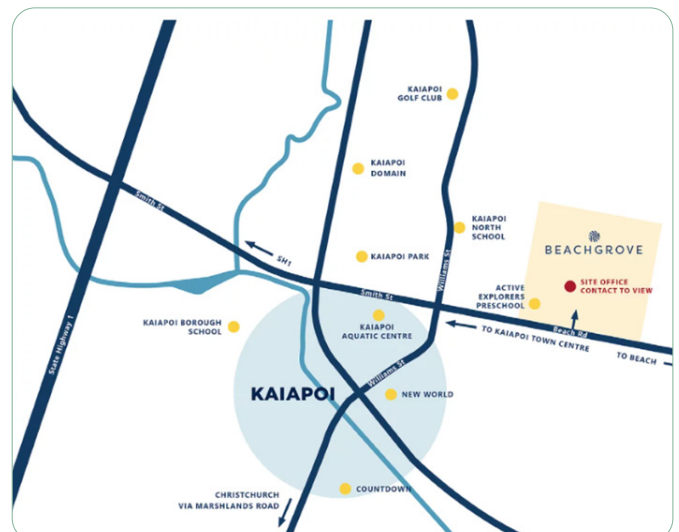 KAIAPOI
GOLF CLUB
KAIAPOI
DOMAIN
Smith St
KAIAPOI
NORTH
SCHOOL
BEACHGROVE
SH1
KAIAPOI PARK
Williams St
SITE OFFICE
CONTACT TO VIEW
ACTIVE
EXPLORERS
PRESCHOOL
Smith St
KAIAPOI BOROUGH
SCHOOL
KAIAPOI
AQUATIC CENTRE
TO KAIAPOI TOWN CENTRE
Beach Rd
TO BEACH
State Highway 1
Williams St
KAIAPOI
NEW WORLD
COUNTDOWN
CHRISTCHURCH
VIA MARSHLANDS ROAD